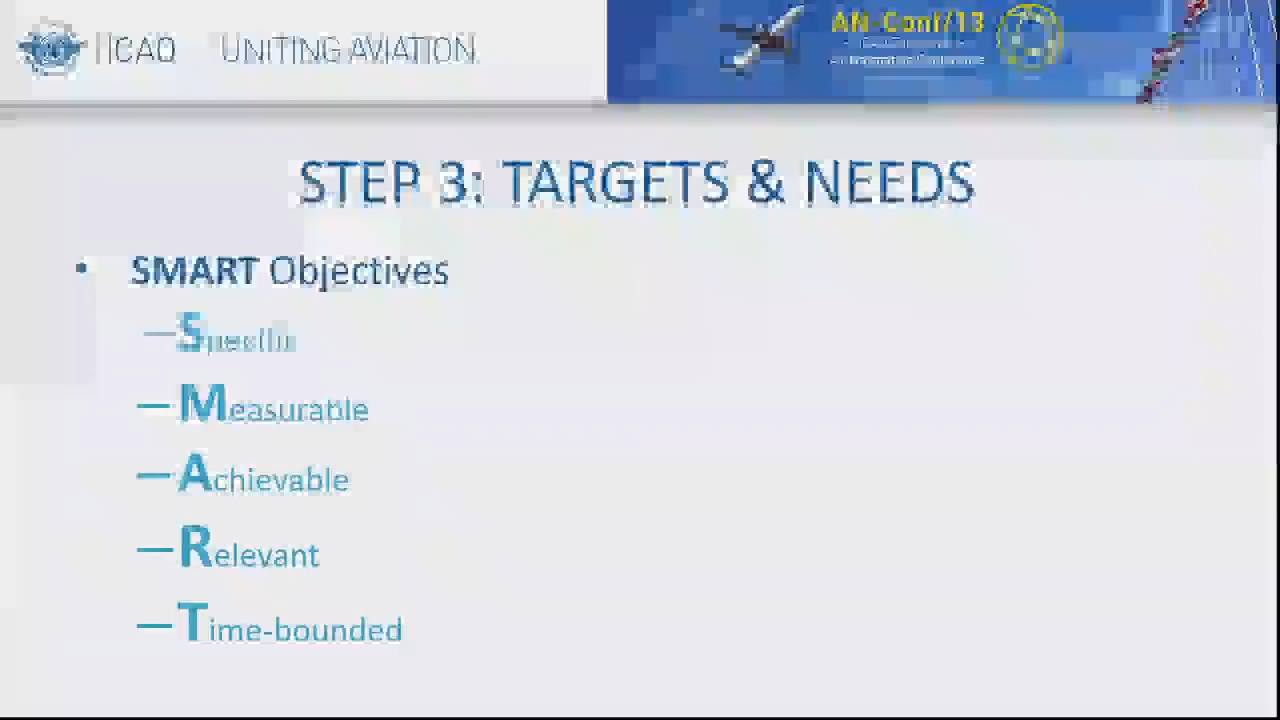 ICAO UNITING AVIATION
AN-Conf/13
STEP 3: TARGETS & NEEDS
• SMART Objectives
—Specific
—Measurable
—Achievable
—Relevant
—Time-bounded